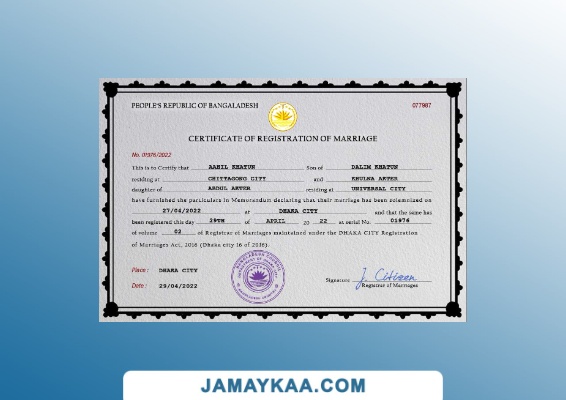 PEOPLE'S REPUBLIC OF BANGLADESH 077987
CERTIFICATE OF REGISTRATION OF MARRIAGE
No. 01976/2022
This is to Certify that AAHIL KHATUN Son of DALIM KHATUN
residing at CHITTAGONG CITY and KHULNA AKTER
daughter of ABDUL AKTER residing at UNIVERSAL CITY
have furnished the particulars in Memorandum declaring that their marriage has been solemnized on
27/04/2022 at DHAKA CITY and that the same has
been registered this day 29TH of APRIL 20 22 at serial No. 01976
of volume 02 of Register of Marriages maintained under the DHAKA CITY Registration
of Marriages Act, 2018 (Dhaka city 16 of 2018).
Place : DHAKA CITY
Date : 29/04/2022
Signature J. Citizen
Registrar of Marriages
JAMAYKAA.COM